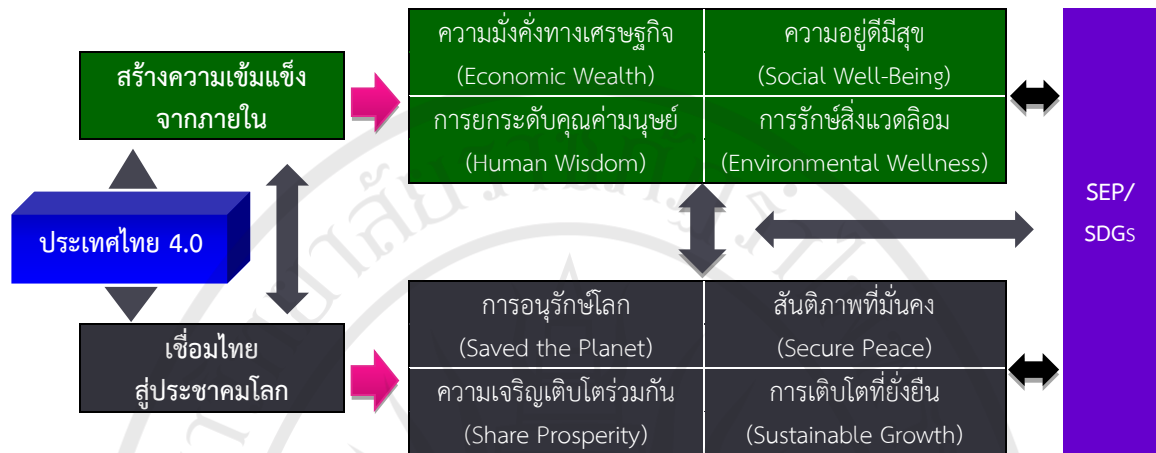 ความมั่งคั่งทางเศรษฐกิจ
(Economic Wealth)
ความอยู่ดีมีสุข
(Social Well-Being)
สร้างความเข้มแข็ง
จากภายใน
การยกระดับคุณค่ามนุษย์
(Human Wisdom)
การรักษ์สิ่งแวดลิอม
(Environmental Wellness)
ประเทศไทย 4.0
SEP/
SDGs
การอนุรักษ์โลก
(Saved the Planet)
สันติภาพที่มั่นคง
(Secure Peace)
เชื่อมไทย
สู่ประชาคมโลก
ความเจริญเติบโตร่วมกัน
(Share Prosperity)
การเติบโตที่ยั่งยืน
(Sustainable Growth)